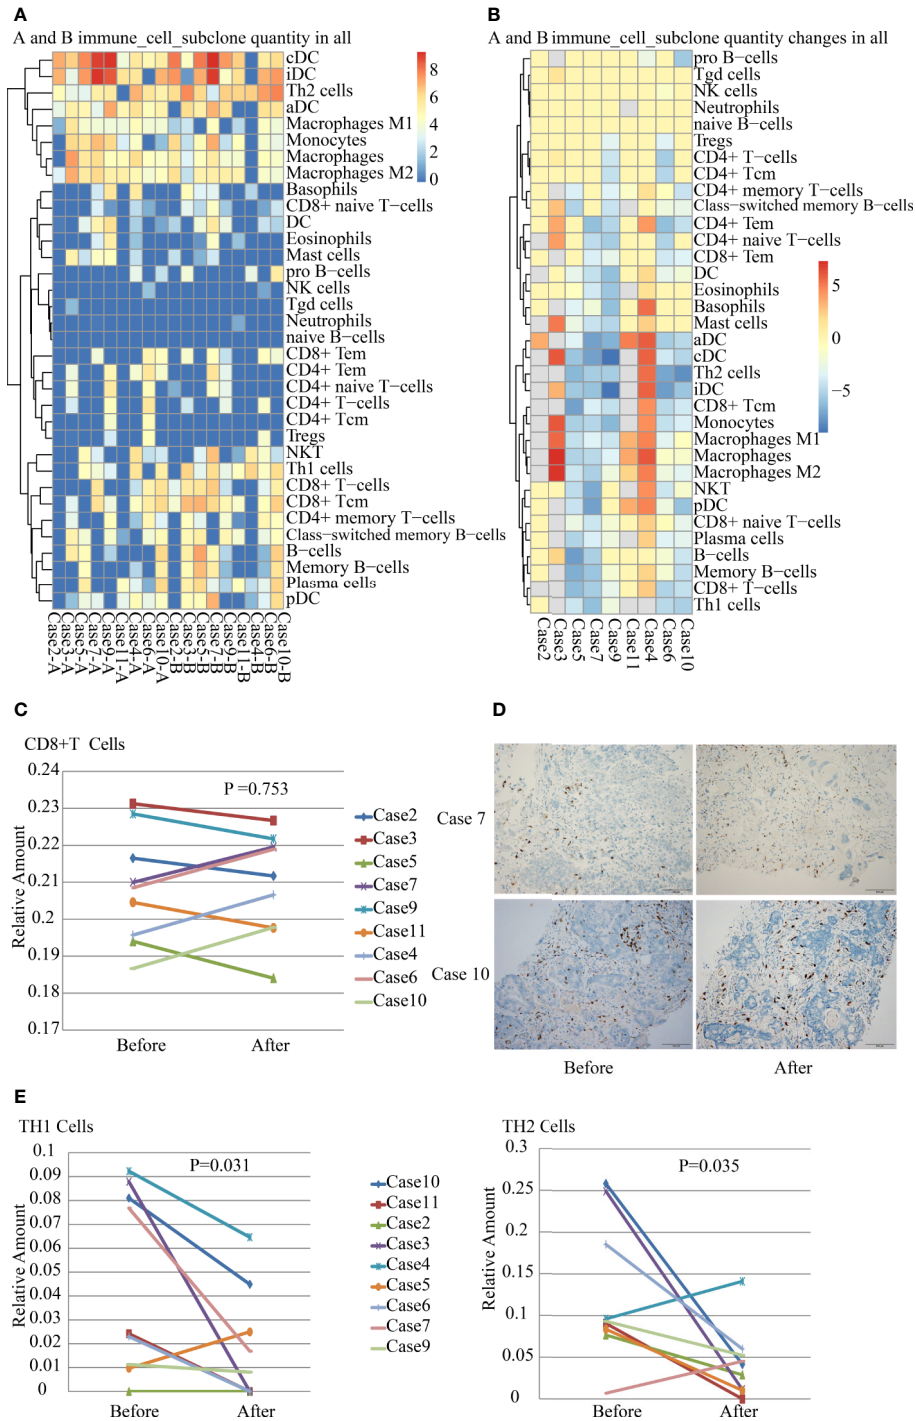 A
A and B immune_cell_subclone quantity in all
cDC
iDC
Th2 cells
aDC
Macrophages M1
Monocytes
Macrophages
Macrophages M2
Basophils
CD8+ naive T−cells
DC
Eosinophils
Mast cells
pro B−cells
NK cells
Tgd cells
Neutrophils
naive B−cells
CD8+ Tem
CD4+ Tem
CD4+ naive T−cells
CD4+ T−cells
CD4+ Tcm
Tregs
NKT
Th1 cells
CD8+ T−cells
CD8+ Tcm
CD4+ memory T−cells
Class−switched memory B−cells
B−cells
Memory B−cells
Plasma cells
pDC
8
6
4
2
0
Case2-A
Case3-A
Case5-A
Case7-A
Case9-A
Case11-A
Case4-A
Case6-A
Case10-A
Case2-B
Case3-B
Case5-B
Case7-B
Case9-B
Case11-B
Case4-B
Case6-B
Case10-B
B
A and B immune_cell_subclone quantity changes in all
pro B−cells
Tgd cells
NK cells
Neutrophils
naive B−cells
Tregs
CD4+ T−cells
CD4+ Tcm
CD4+ memory T−cells
Class−switched memory B−cells
CD4+ Tem
CD4+ naive T−cells
CD8+ Tem
DC
Eosinophils
Basophils
Mast cells
aDC
cDC
Th2 cells
iDC
CD8+ Tcm
Monocytes
Macrophages M1
Macrophages
Macrophages M2
NKT
pDC
CD8+ naive T−cells
Plasma cells
B−cells
Memory B−cells
CD8+ T−cells
Th1 cells
5
0
−5
Case2
Case3
Case5
Case7
Case9
Case11
Case4
Case6
Case10
C
CD8+T Cells
P =0.753
0.24
0.23
0.22
0.21
0.2
0.19
0.18
0.17
Relative Amount
Before
After
Case2
Case3
Case5
Case7
Case9
Case11
Case4
Case6
Case10
D
Case 7
Case 10
Before
After
E
TH1 Cells
P=0.031
0.1
0.09
0.08
0.07
0.06
0.05
0.04
0.03
0.02
0.01
0
Relative Amount
Before
After
Case10
Case11
Case2
Case3
Case4
Case5
Case6
Case7
Case9
TH2 Cells
P=0.035
0.3
0.25
0.2
0.15
0.1
0.05
0
Relative Amount
Before
After